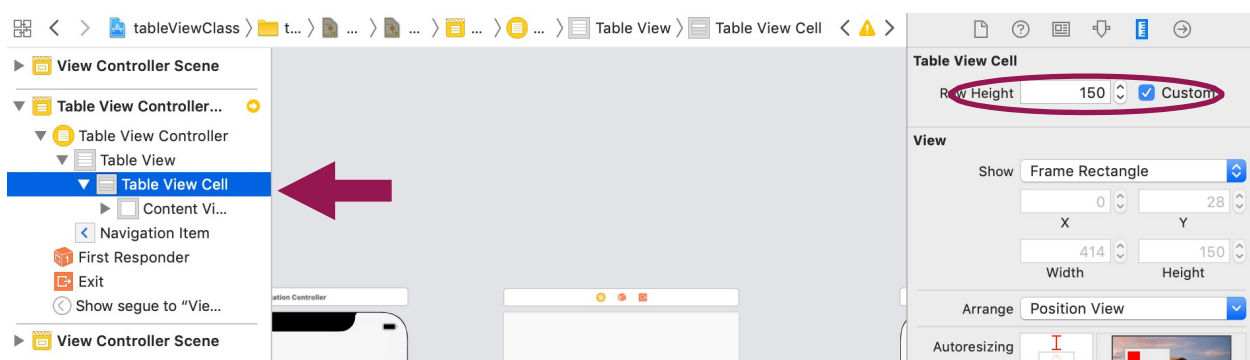 tableViewClass t... ... ... ... ... Table View Table View Cell
View Controller Scene
Table View Controller...
Table View Controller
Table View
Table View Cell
Content Vi...
Navigation Item
First Responder
Exit
Show segue to “Vie...
View Controller Scene
ation Controller
Table View Cell
Row Height 150 Custom
View
Show Frame Rectangle
0 28
X Y
414 150
Width Height
Arrange Position View
Autoresizing